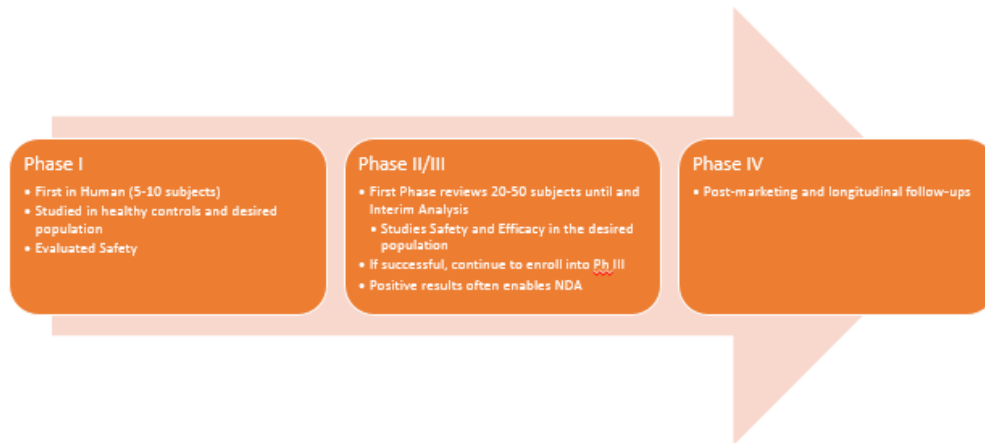 Phase I
• First in Human (5-10 subjects)
• Studied in healthy controls and desired
population
• Evaluated Safety
Phase II/III
• First Phase reviews 20-50 subjects until and
Interim Analysis
• Studies Safety and Efficacy in the desired
population
• If successful, continue to enroll into Ph III
• Positive results often enables NDA
Phase IV
• Post-marketing and longitudinal follow-ups